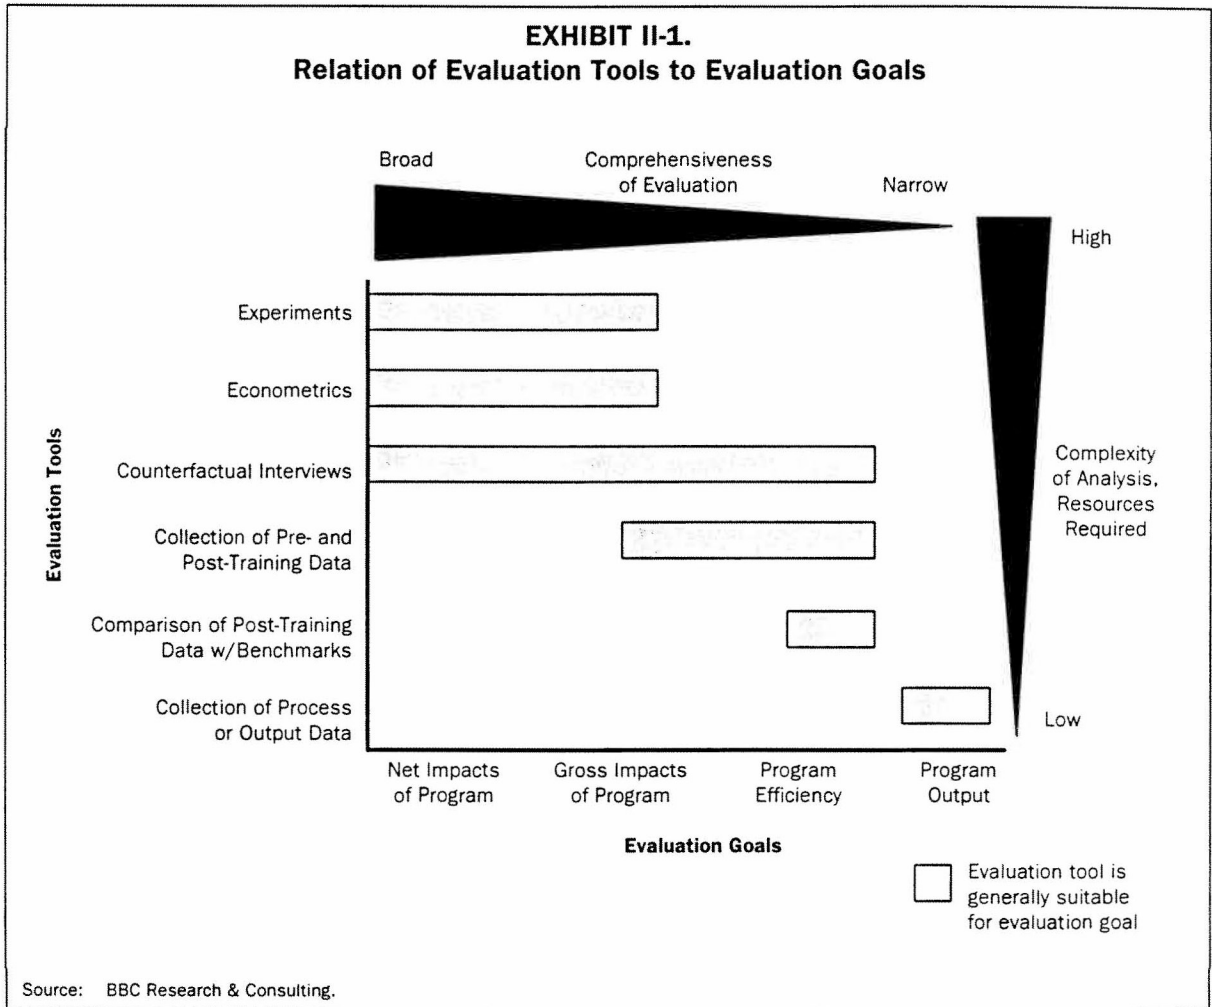 EXHIBIT II-1.
Relation of Evaluation Tools to Evaluation Goals
Broad
Comprehensiveness
of Evaluation
Narrow
High
Experiments
Econometrics
Counterfactual Interviews
Collection of Pre- and
Post-Training Data
Comparison of Post-Training
Data w/Benchmarks
Collection of Process
or Output Data
Evaluation Tools
Complexity
of Analysis,
Resources
Required
Low
Net Impacts
of Program
Gross Impacts
of Program
Program
Efficiency
Program
Output
Evaluation Goals
Evaluation tool is
generally suitable
for evaluation goal
Source: BBC Research & Consulting.